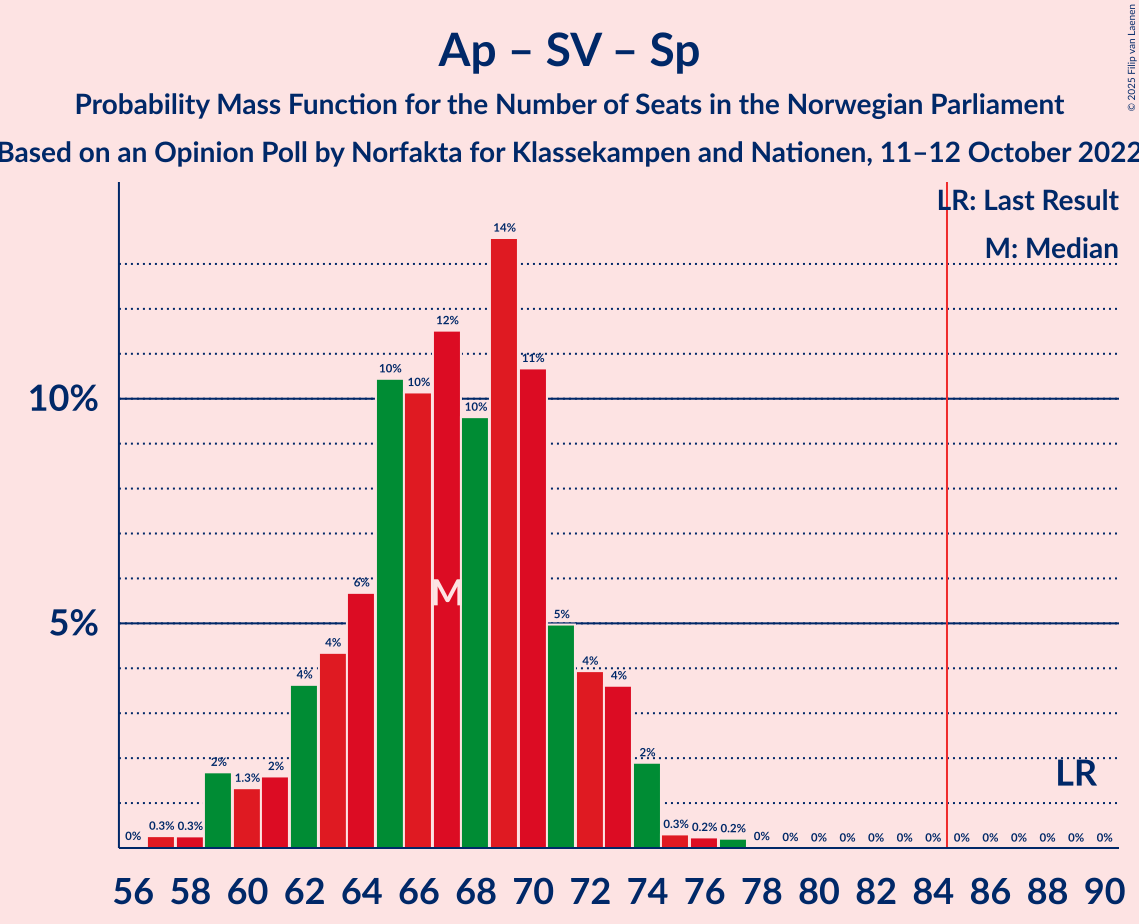 Ap – SV – Sp
Probability Mass Function for the Number of Seats in the Norwegian Parliament
Based on an Opinion Poll by Norfakta for Klassekampen and Nationen, 11–12 October 2022
© 2025 Filip van Laenen
LR: Last Result
M: Median
10%
5%
0% 0.3% 0.3% 2% 1.3% 2% 4% 4% 6% 10% 10% 12% 10% 14% 11% 5% 4% 4% 2% 0.3% 0.2% 0.2% 0% 0% 0% 0% 0% 0% 0% 0% 0% 0% 0% 0% 0%
M
LR
56 58 60 62 64 66 68 70 72 74 76 78 80 82 84 86 88 90